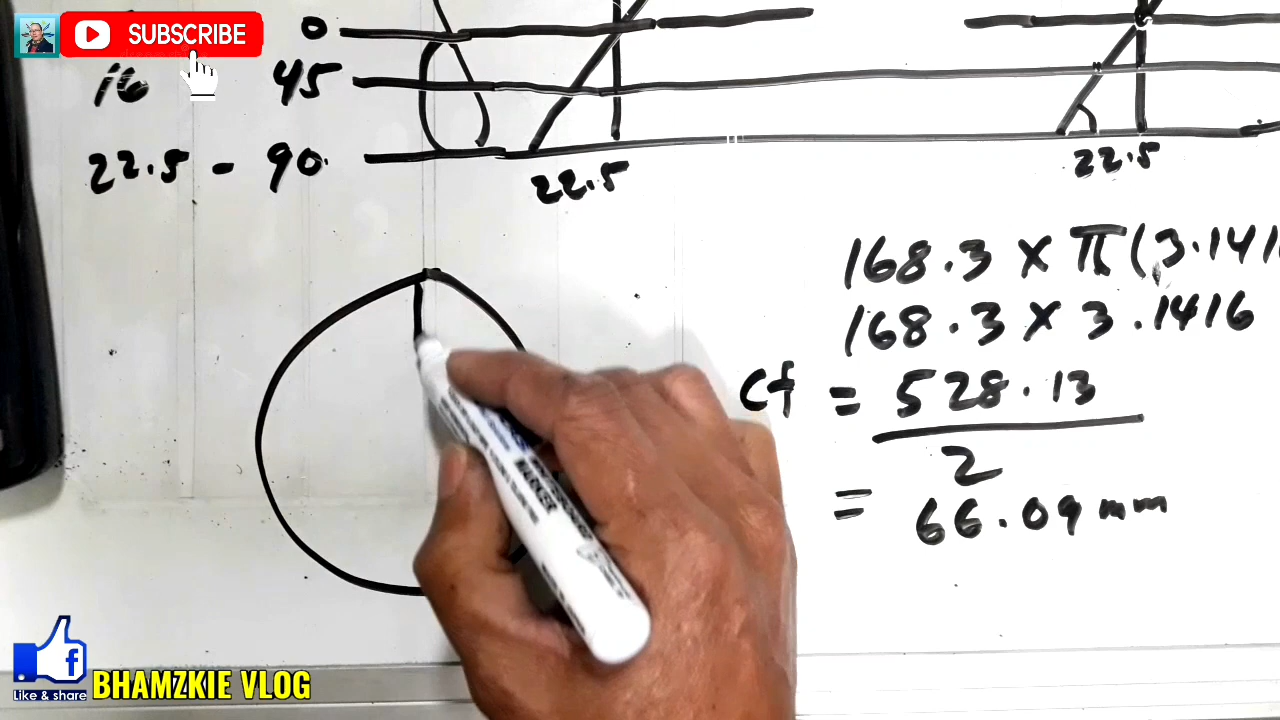 SUBSCRIBE
0
16 45
22.5 - 90
22.5
22.5
168.3 x π (3.141
168.3 x 3.1416
Cf = 528.13
2
= 66.09 mm
Like & share
BHAMZKIE VLOG